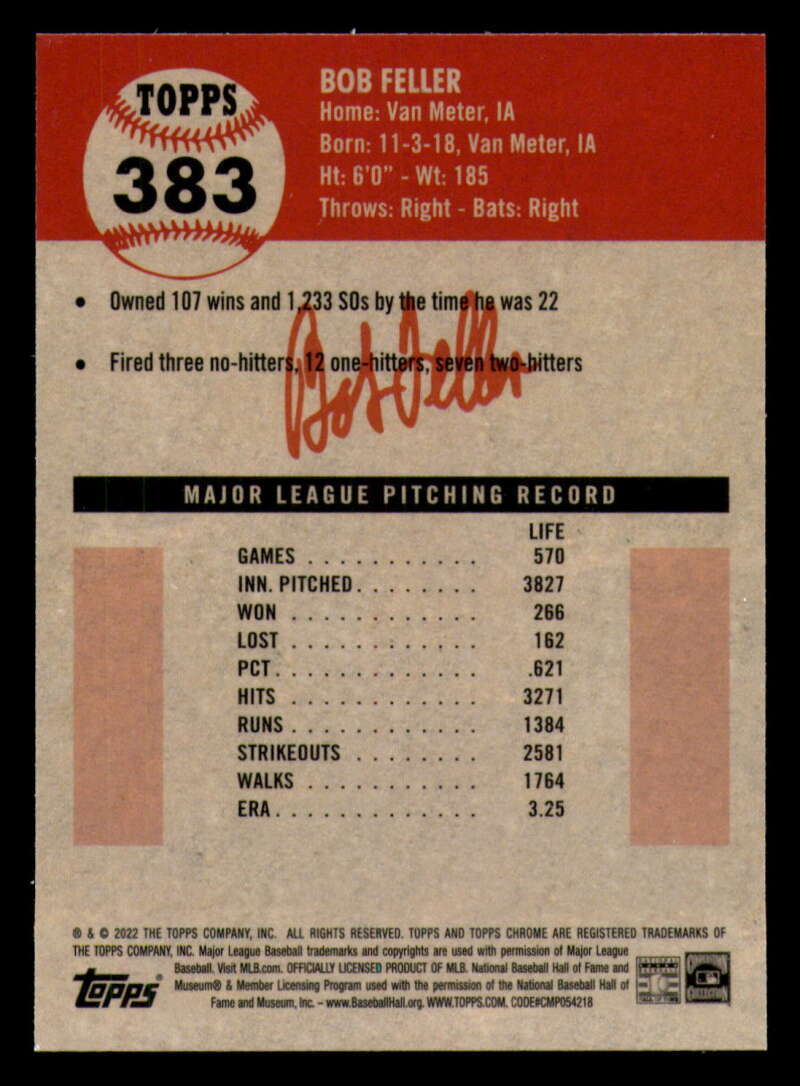 TOPPS
383
BOB FELLER
Home: Van Meter, IA
Born: 11-3-18, Van Meter, IA
Ht: 6'0" - Wt: 185
Throws: Right - Bats: Right
• Owned 107 wins and 1,233 SOs by the time he was 22
• Fired three no-hitters, 12 one-hitters, seven two-hitters
Bob Feller
MAJOR LEAGUE PITCHING RECORD
LIFE
GAMES . . . . . . . . . . . 570
INN. PITCHED. . . . . . . . 3827
WON . . . . . . . . . . . . 266
LOST . . . . . . . . . . . . 162
PCT. . . . . . . . . . . . . .621
HITS . . . . . . . . . . . . 3271
RUNS . . . . . . . . . . . . 1384
STRIKEOUTS . . . . . . . . 2581
WALKS . . . . . . . . . . . 1764
ERA. . . . . . . . . . . . . 3.25
® & © 2022 THE TOPPS COMPANY, INC. ALL RIGHTS RESERVED. TOPPS AND TOPPS CHROME ARE REGISTERED TRADEMARKS OF
THE TOPPS COMPANY, INC. Major League Baseball trademarks and copyrights are used with permission of Major League
Baseball. Visit MLB.com. OFFICIALLY LICENSED PRODUCT OF MLB. National Baseball Hall of Fame and
Museum® & Member Licensing Program used with the permission of the National Baseball Hall of
Fame and Museum, Inc. – www.BaseballHall.org. WWW.TOPPS.COM. CODE#CMP054218
Topps®
HALL OF FAME
COOPERSTOWN
COLLECTION